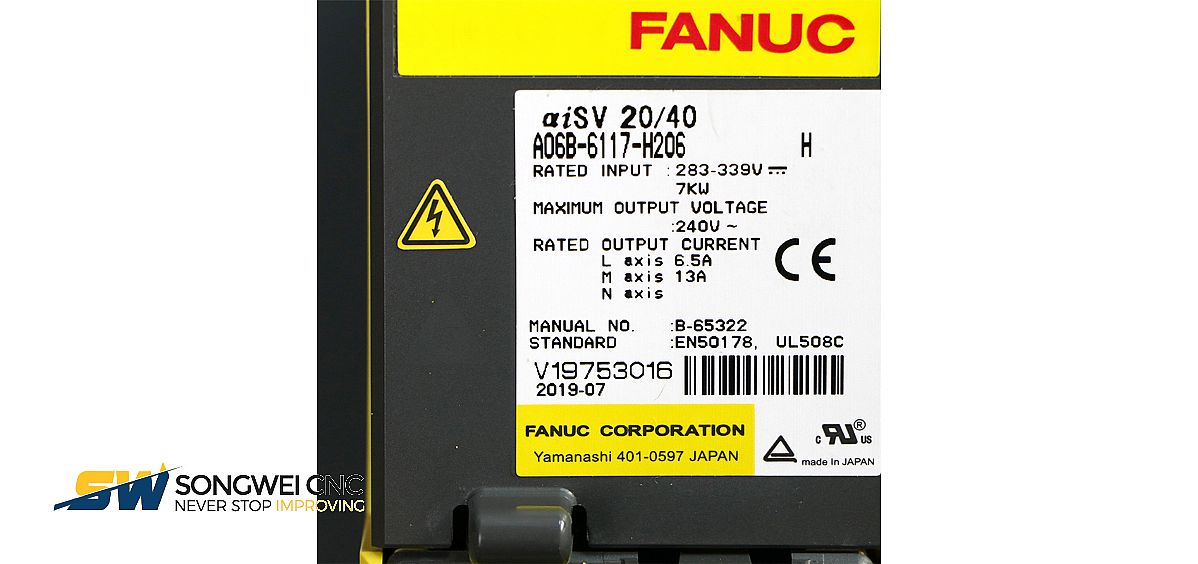 FANUC
αiSV 20/40
A06B-6117-H206 H
RATED INPUT : 283-339V ⎓
7KW
MAXIMUM OUTPUT VOLTAGE
:240V ~
RATED OUTPUT CURRENT
L axis 6.5A
M axis 13A
N axis
CE
MANUAL NO. :B-65322
STANDARD :EN50178, UL508C
V19753016
2019-07
FANUC CORPORATION
Yamanashi 401-0597 JAPAN
c RU® US
made in JAPAN
SW SONGWEI CNC
NEVER STOP IMPROVING